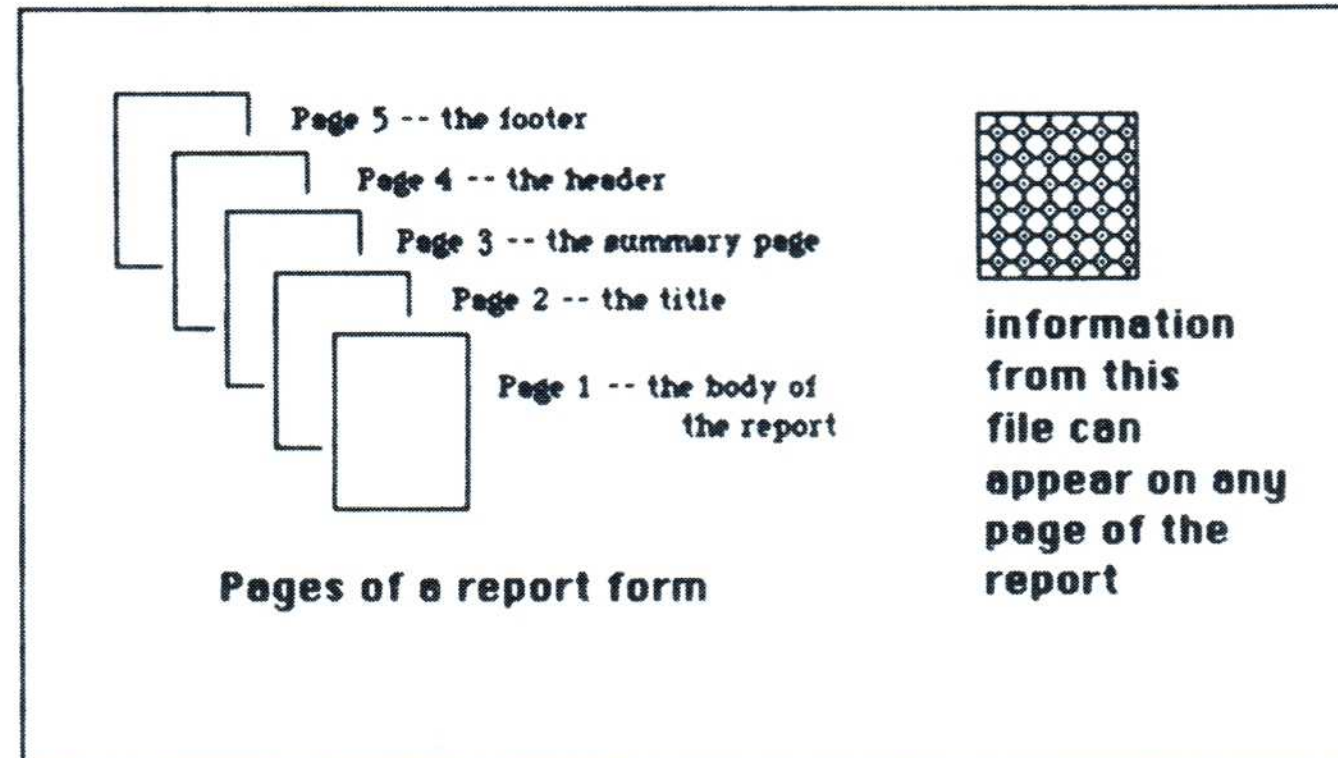 Page 5 -- the footer
Page 4 -- the header
Page 3 -- the summary page
Page 2 -- the title
Page 1 -- the body of
the report
Pages of a report form
information
from this
file can
appear on any
page of the
report